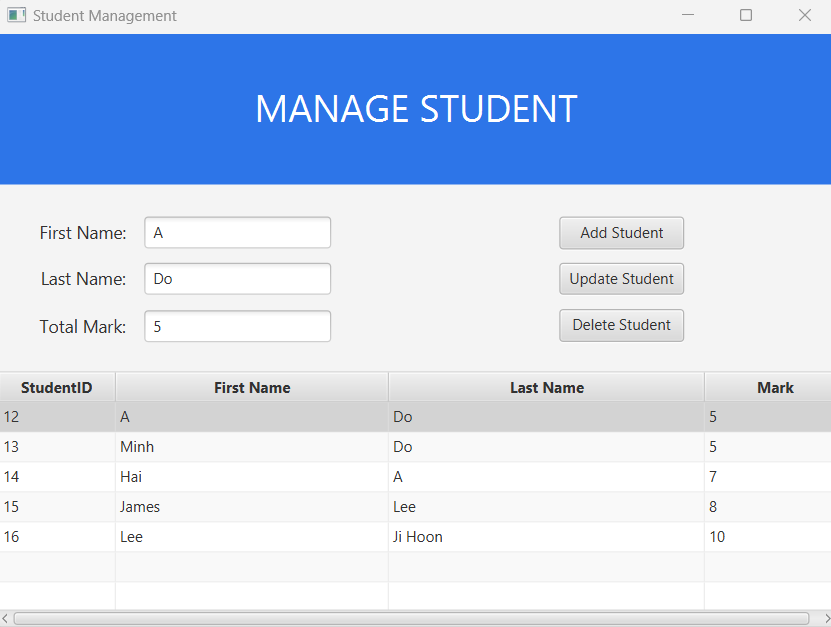 Student Management
MANAGE STUDENT
First Name: A Add Student
Last Name: Do Update Student
Total Mark: 5 Delete Student
StudentID First Name Last Name Mark
12 A Do 5
13 Minh Do 5
14 Hai A 7
15 James Lee 8
16 Lee Ji Hoon 10